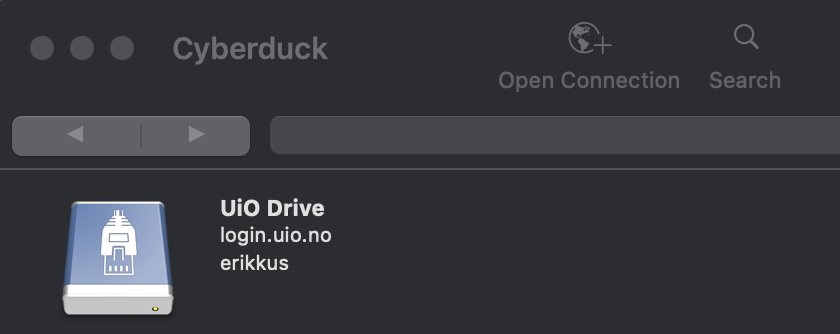 Cyberduck
Open Connection
Search
UiO Drive
login.uio.no
erikkus